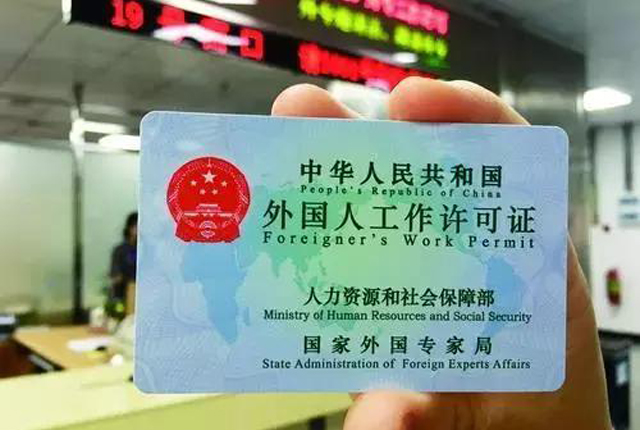 19
中华人民共和国
People's Republic of China
外国人工作许可证
Foreigner's Work Permit
人力资源和社会保障部
Ministry of Human Resources and Social Security
国家外国专家局
State Administration of Foreign Experts Affairs